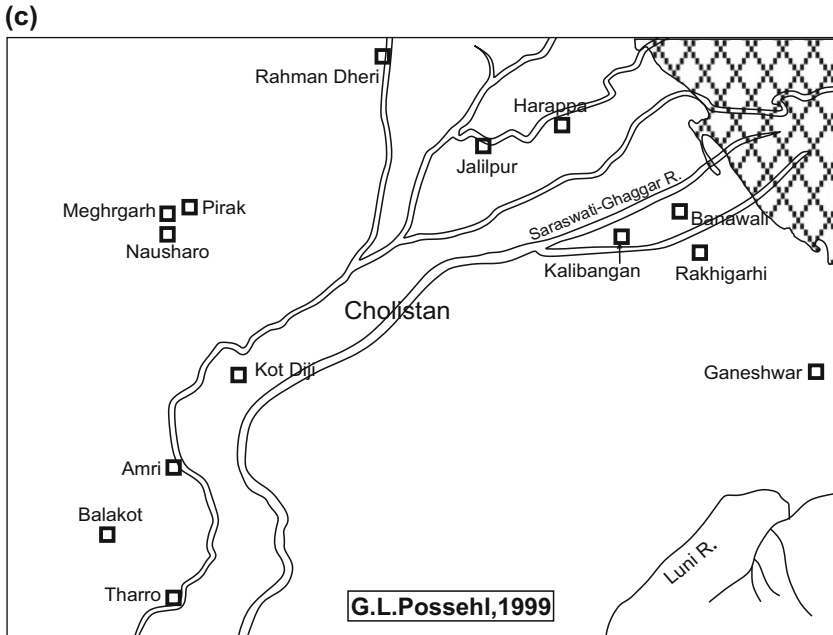 (c)
Rahman Dheri
Harappa
Jalilpur
Saraswati-Ghaggar R.
Meghrgarh
Pirak
Banawali
Nausharo
Kalibangan
Rakhigarhi
Cholistan
Kot Diji
Ganeshwar
Amri
Balakot
Luni R.
Tharro
G.L.Possehl,1999